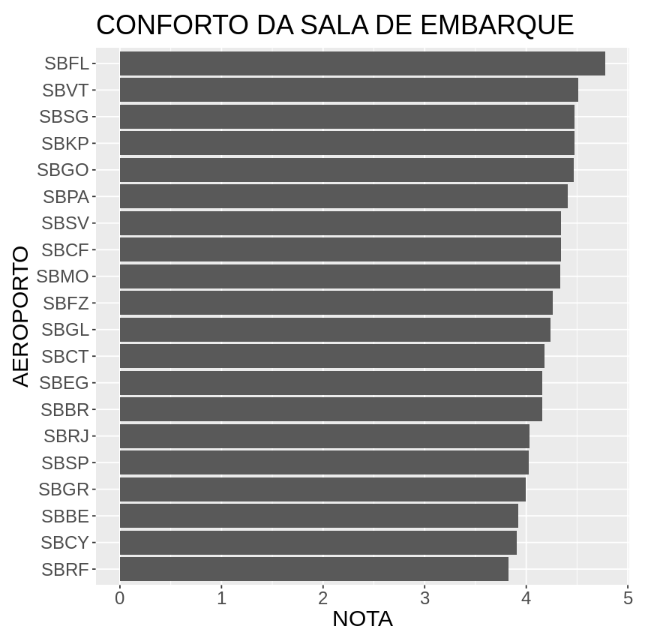 CONFORTO DA SALA DE EMBARQUE
AEROPORTO
SBFL
SBVT
SBSG
SBKP
SBGO
SBPA
SBSV
SBCF
SBMO
SBFZ
SBGL
SBCT
SBEG
SBBR
SBRJ
SBSP
SBGR
SBBE
SBCY
SBRF
0 1 2 3 4 5
NOTA